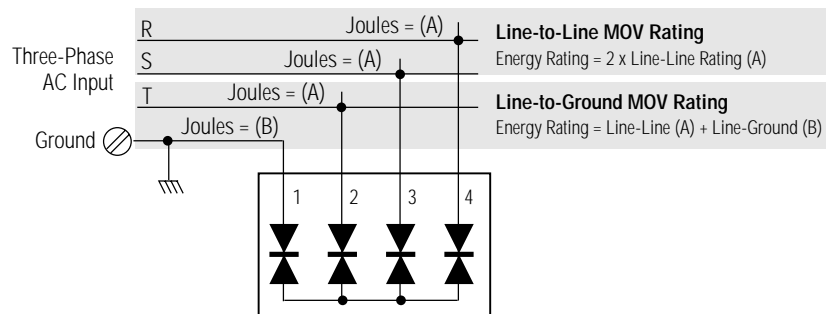 Three-Phase
AC Input
R Joules = (A)
S Joules = (A)
T Joules = (A)
Ground Joules = (B)
Line-to-Line MOV Rating
Energy Rating = 2 x Line-Line Rating (A)
Line-to-Ground MOV Rating
Energy Rating = Line-Line (A) + Line-Ground (B)
1 2 3 4